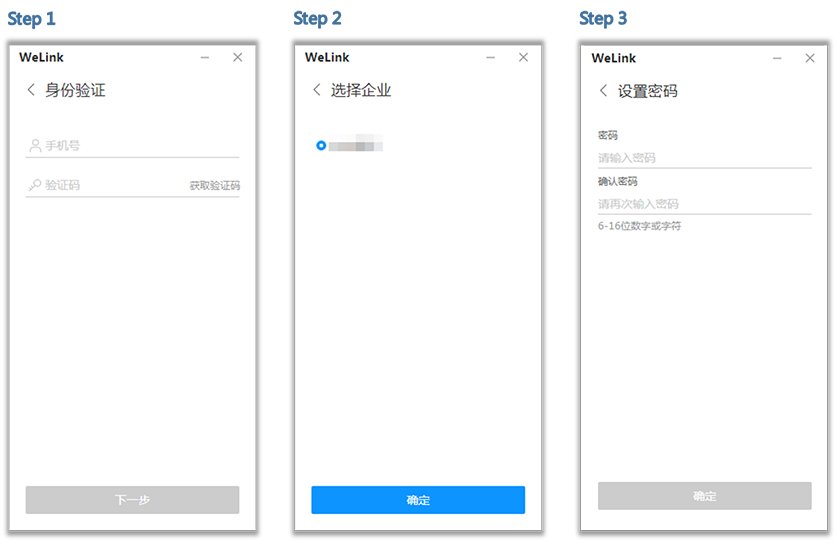 Step 1
WeLink
身份验证
手机号
验证码 获取验证码
下一步
Step 2
WeLink
选择企业
确定
Step 3
WeLink
设置密码
密码
请输入密码
确认密码
请再次输入密码
6-16位数字或字符
确定